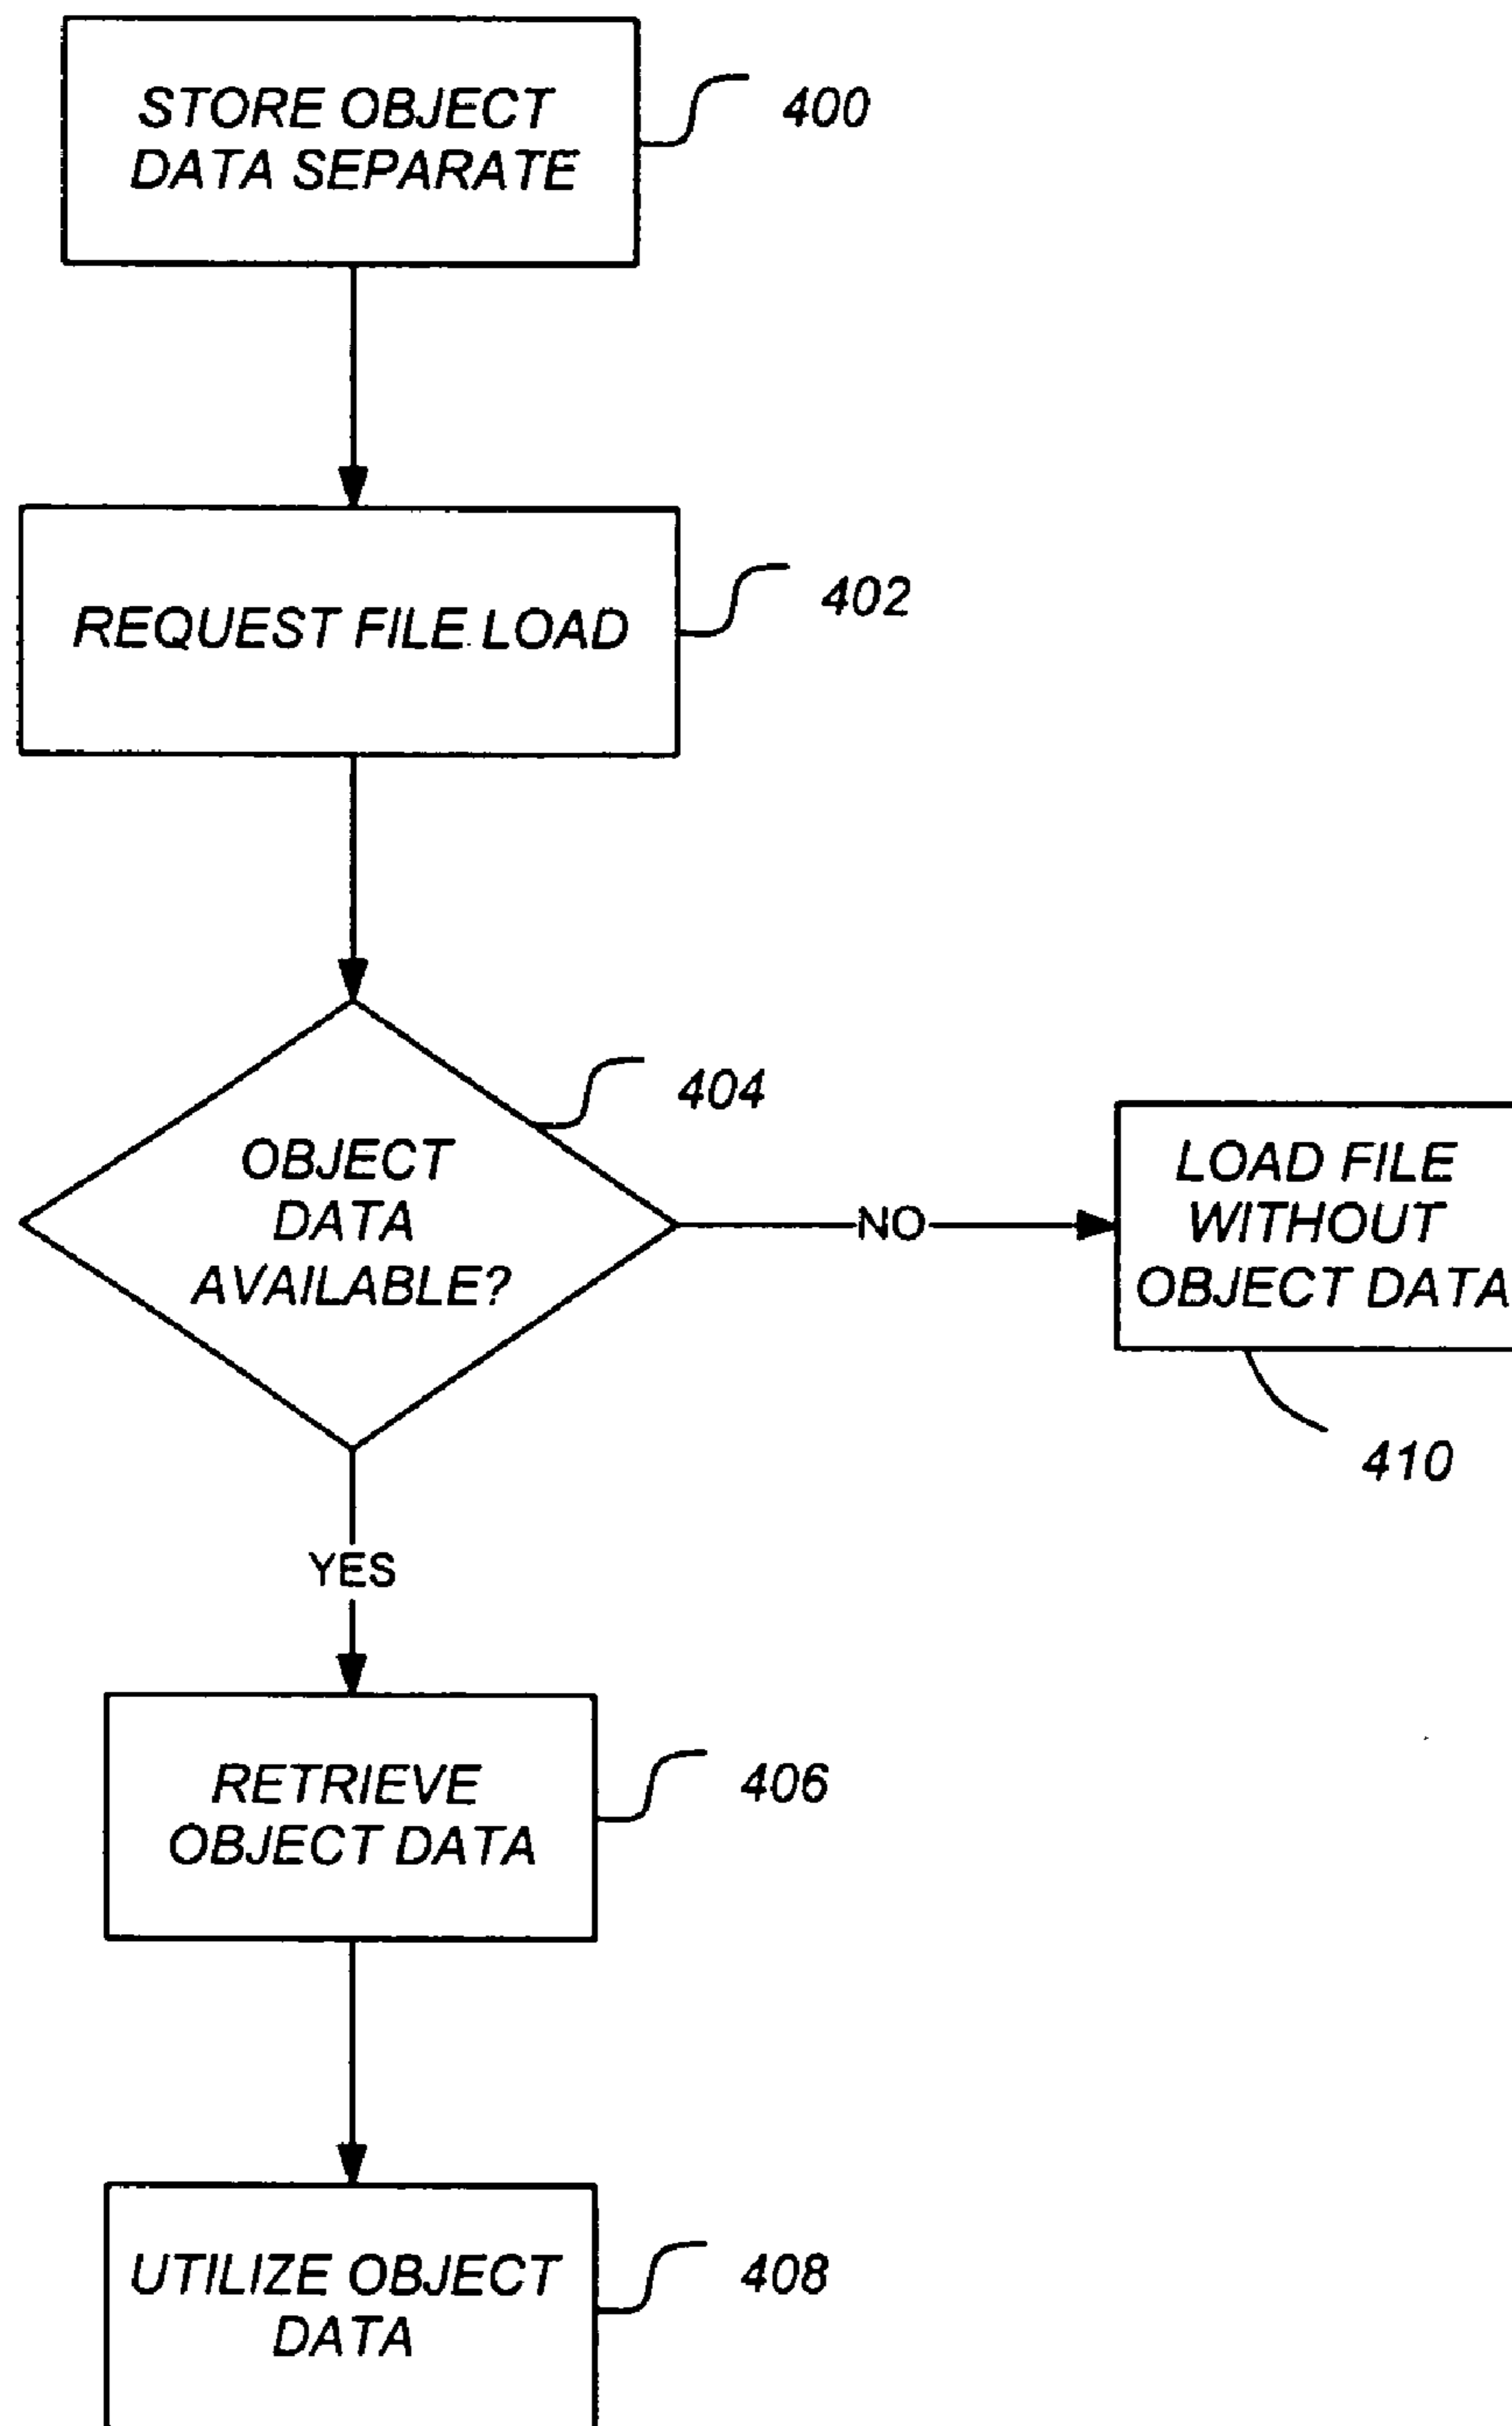 STORE OBJECT
DATA SEPARATE
400
REQUEST FILE LOAD
402
404
OBJECT
DATA
AVAILABLE?
NO
LOAD FILE
WITHOUT
OBJECT DATA
410
YES
RETRIEVE
OBJECT DATA
406
UTILIZE OBJECT
DATA
408